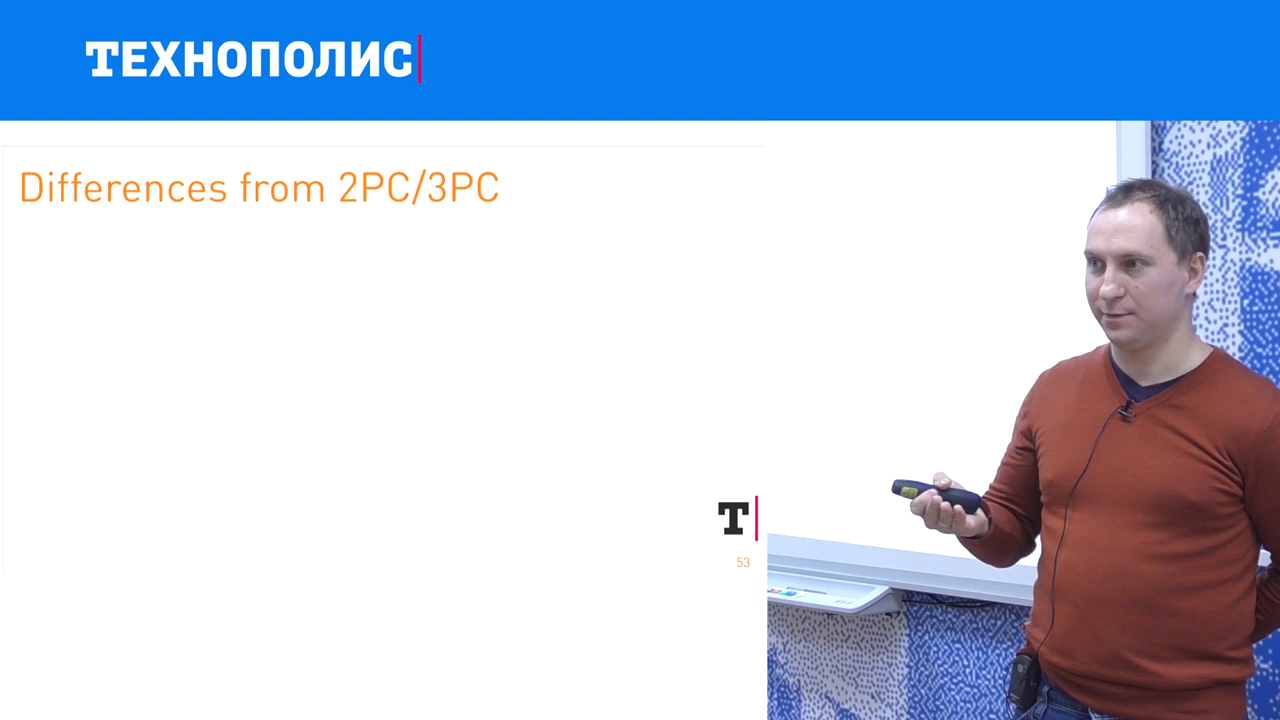 ТЕХНОПОЛИС
Differences from 2PC/3PC
Т
53